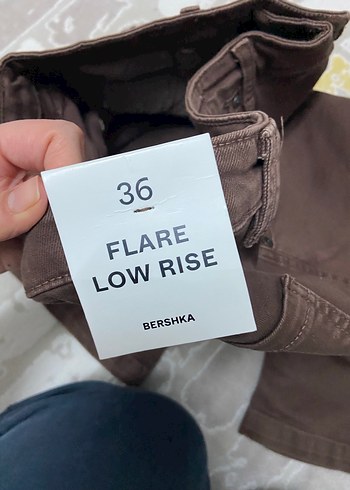 36
FLARE
LOW RISE
BERSHKA